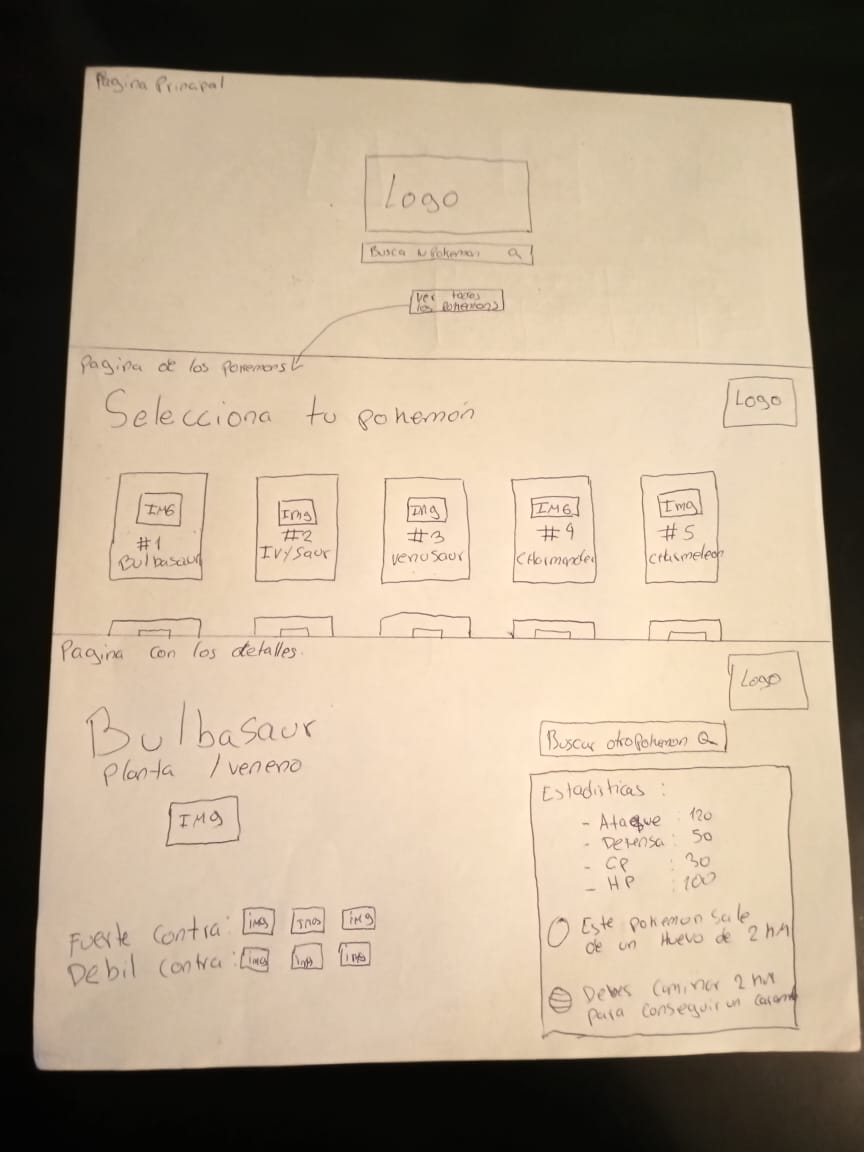 Pagina Principal
Logo
Busca tu Pokemon
Ver todos
los Pokemons
Pagina de los Pokemons
Selecciona tu pokemón
Logo
IMG
Img
Img
IMG
Img
#1
#2
#3
#4
#5
Bulbasaur
IvySaur
venusaur
CHarmander
CHarmeleon
Pagina con los detalles.
Logo
Bulbasaur
Planta / veneno
IMg
Buscar otro Pokemon
Estadisticas :
- Ataque : 120
- Defensa : 50
- CP : 30
- HP : 100
Este pokemon sale
de un Huevo de 2 km
Debes caminar 2 km
para conseguir un caramelo
Fuerte contra: img img img
Debil contra: img img img